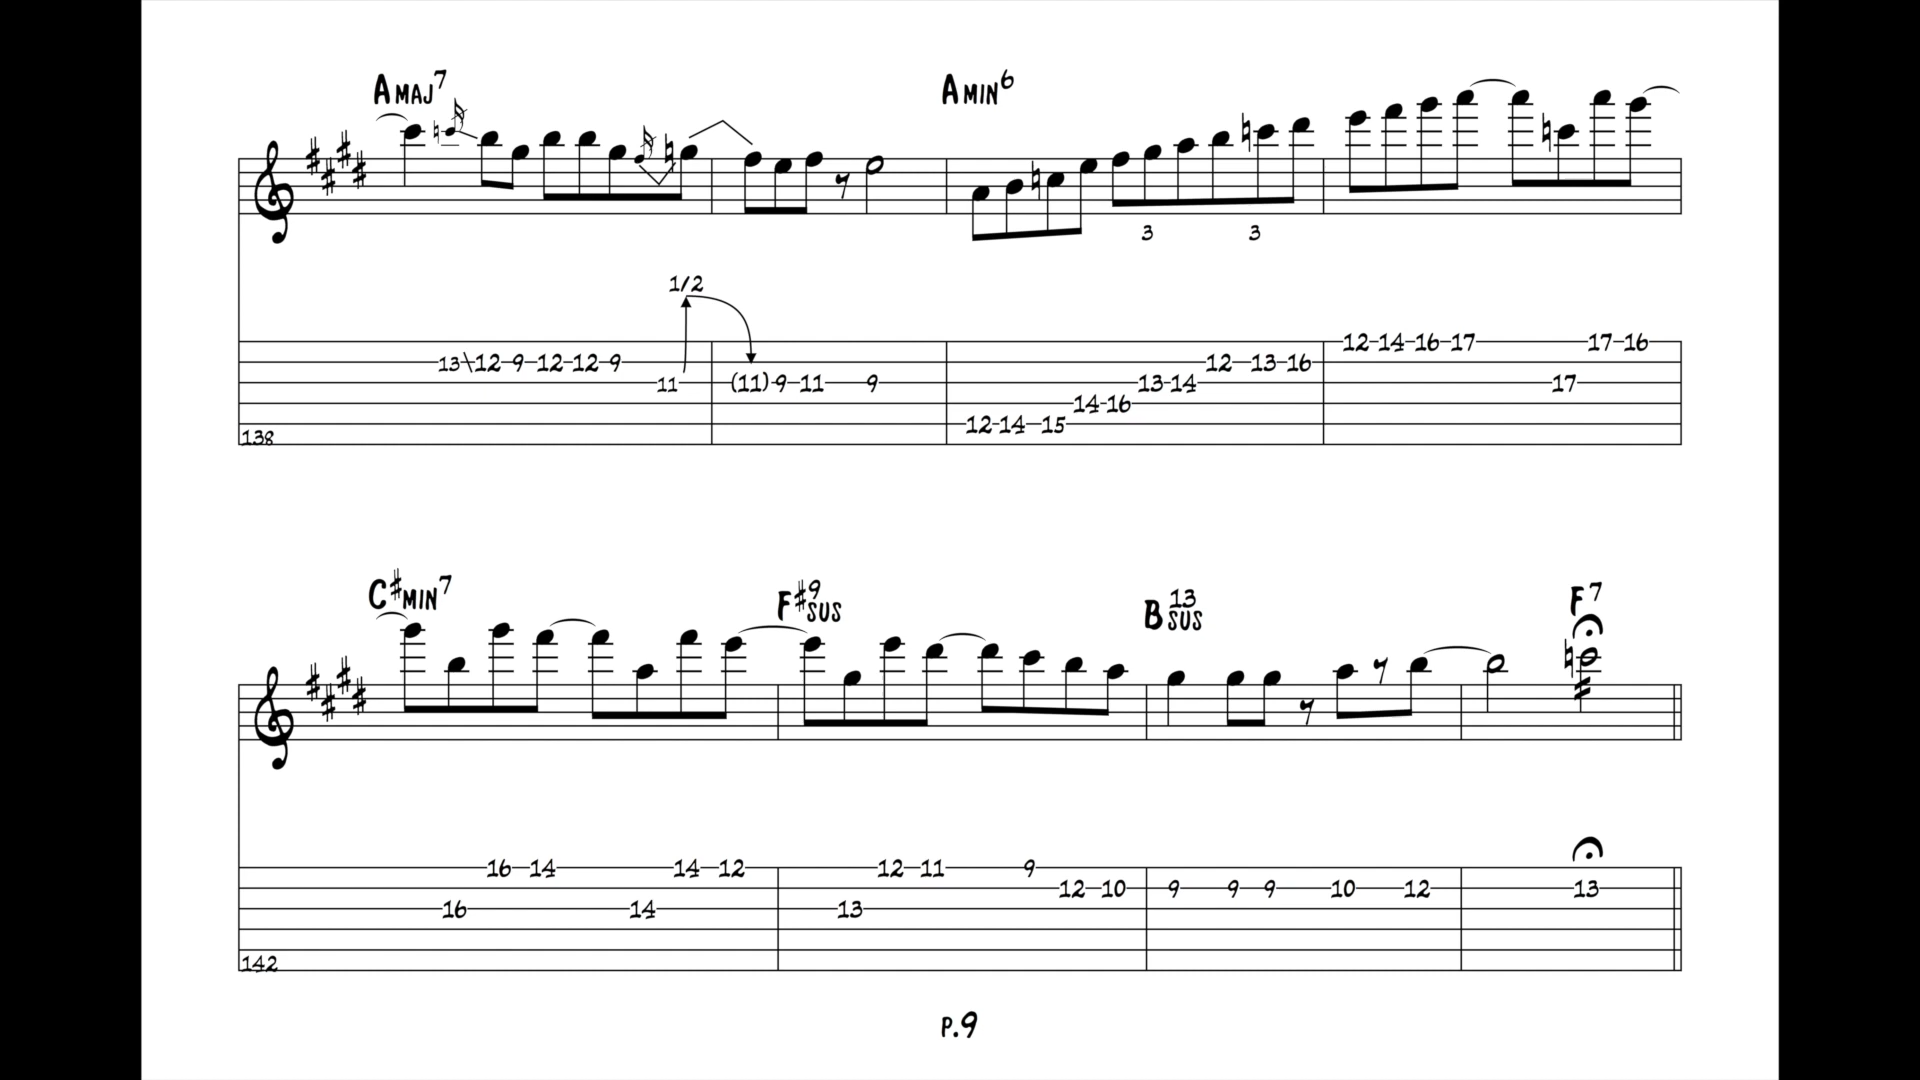 AMAJ7 AMIN6
3 3
1/2
12 14 16 17 17 16
13 12 9 12 12 9 12 13 16
11 (11) 9 11 9 13 14 17
14 16
12 14 15
138
C#MIN7 F#9SUS B13SUS F7
16 14 14 12 12 11 9
12 10 9 9 9 10 12 13
16 14 13
142
P.9